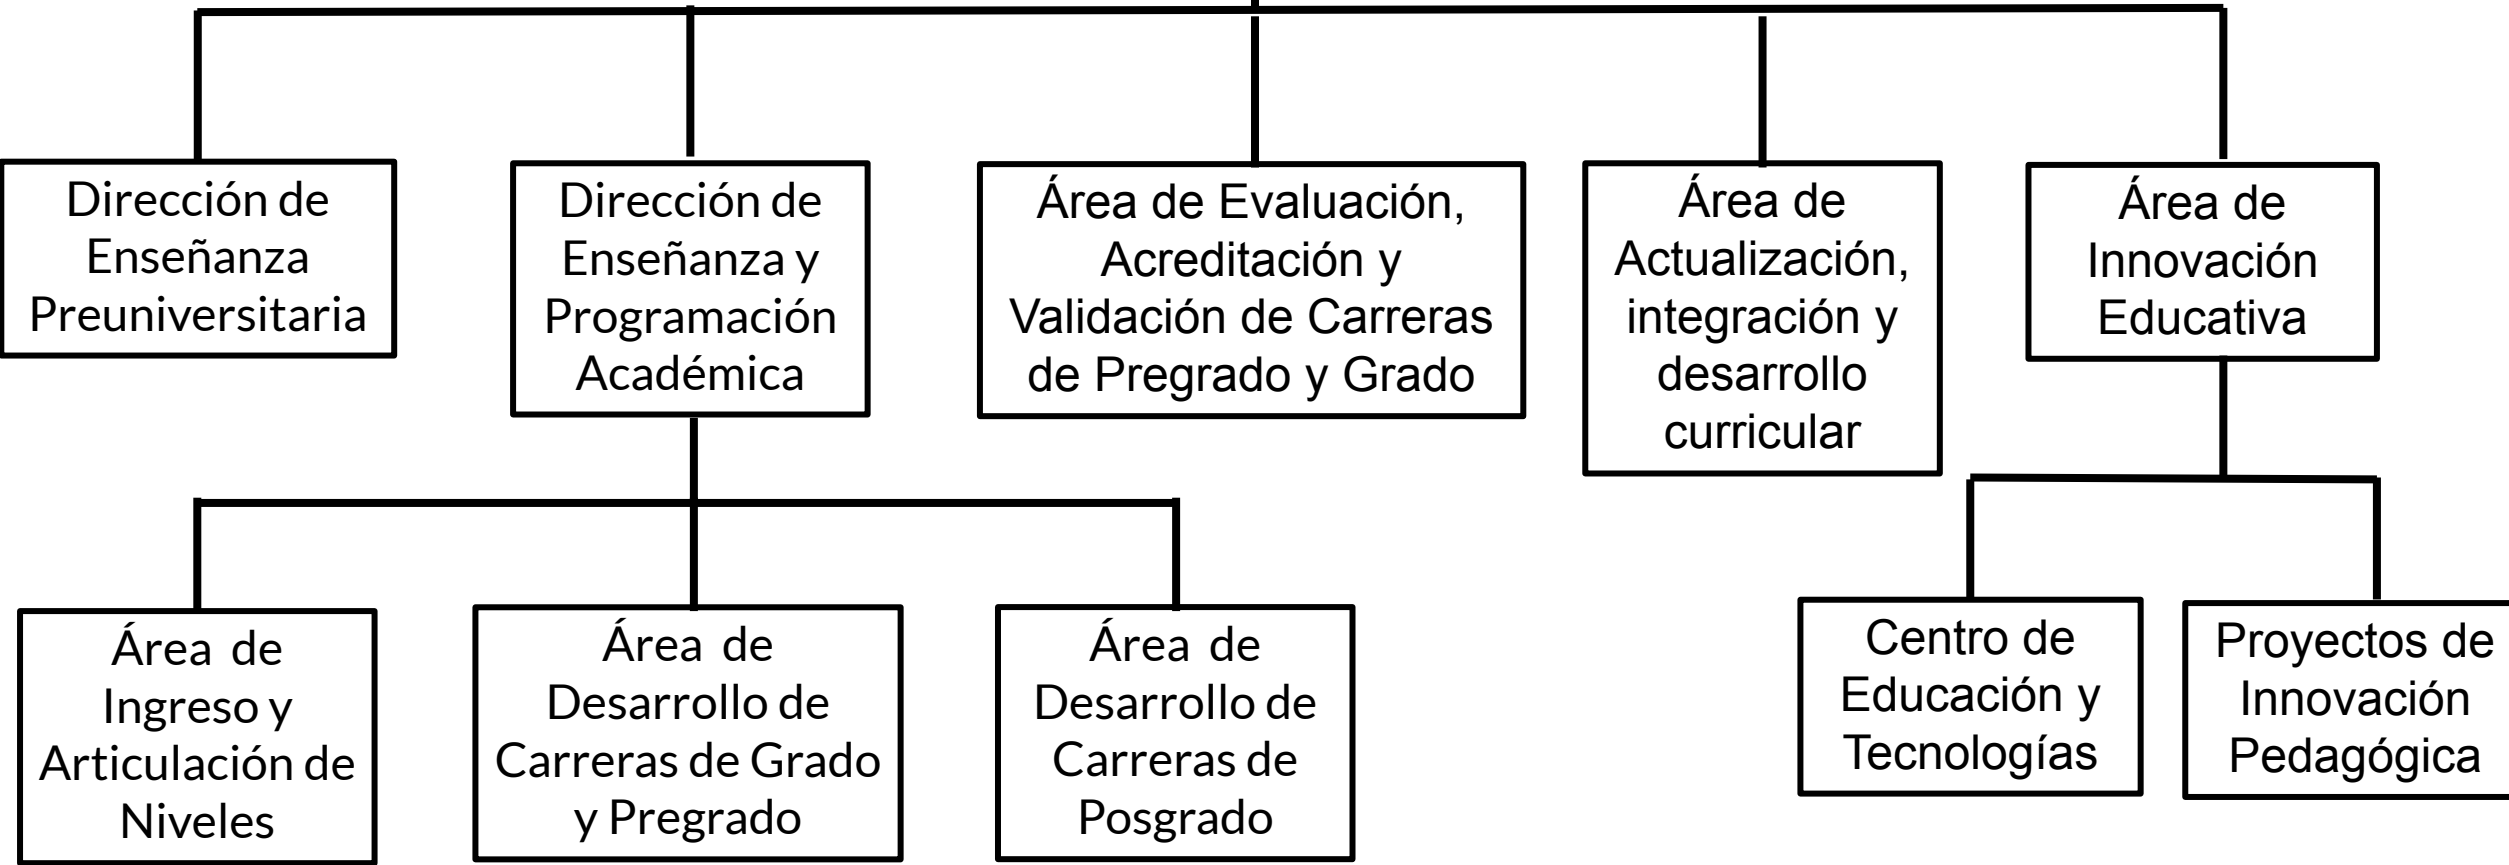 Dirección de
Enseñanza
Preuniversitaria
Dirección de
Enseñanza y
Programación
Académica
Área de Evaluación,
Acreditación y
Validación de Carreras
de Pregrado y Grado
Área de
Actualización,
integración y
desarrollo
curricular
Área de
Innovación
Educativa
Área de
Ingreso y
Articulación de
Niveles
Área de
Desarrollo de
Carreras de Grado
y Pregrado
Área de
Desarrollo de
Carreras de
Posgrado
Centro de
Educación y
Tecnologías
Proyectos de
Innovación
Pedagógica